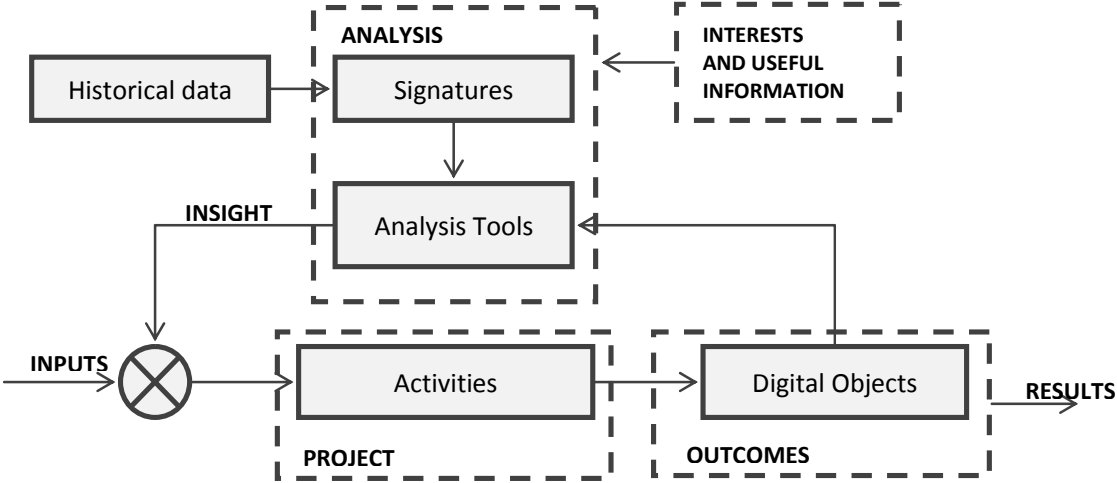 ANALYSIS
INTERESTS
AND USEFUL
INFORMATION
Historical data
Signatures
INSIGHT
Analysis Tools
INPUTS
Activities
Digital Objects
RESULTS
PROJECT
OUTCOMES